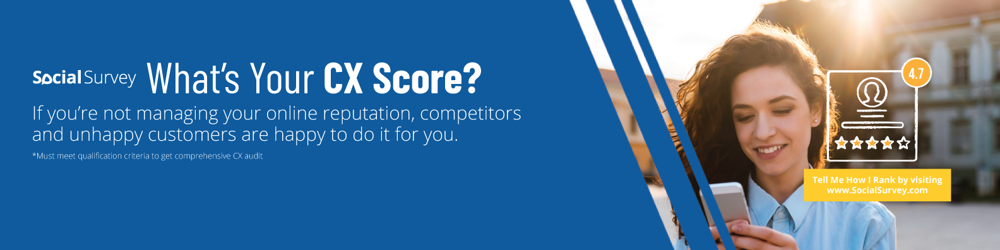 SocialSurvey What's Your CX Score?
If you're not managing your online reputation, competitors
and unhappy customers are happy to do it for you.
*Must meet qualification criteria to get comprehensive CX audit
4.7
Tell Me How I Rank by visiting
www.SocialSurvey.com